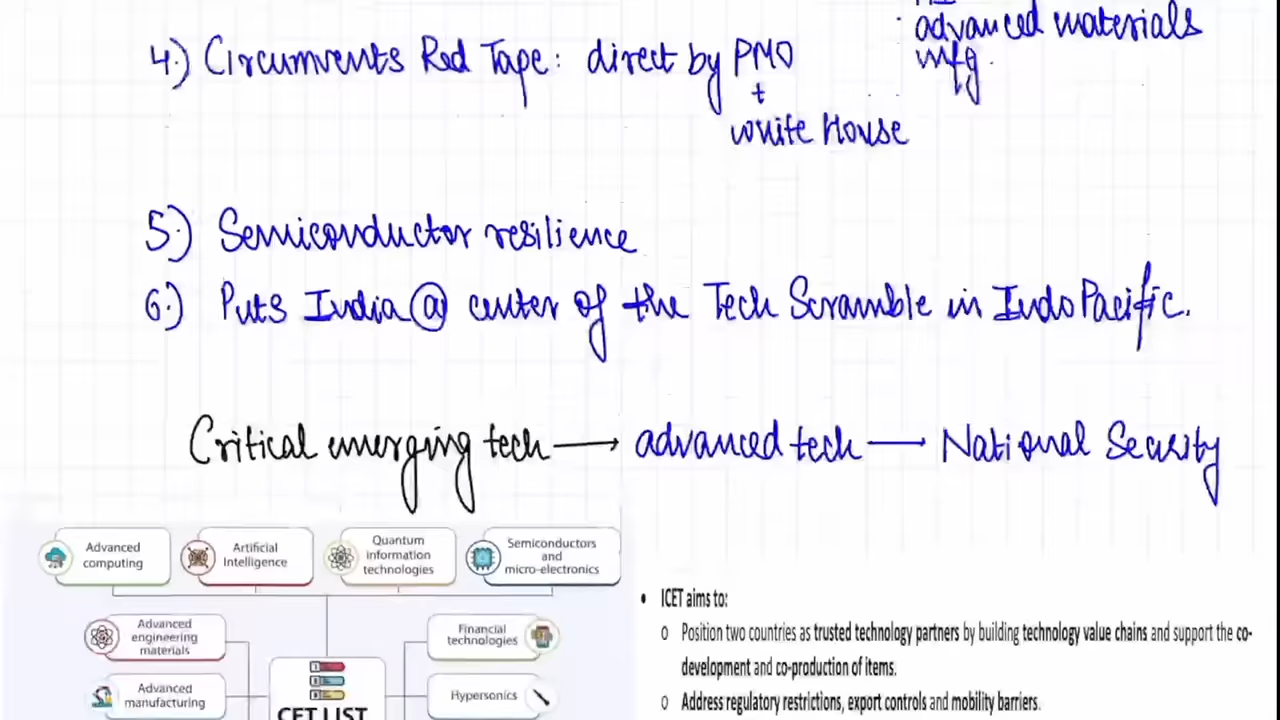 advanced materials
mfg.
4.) Circumvents Red Tape: direct by PMO
+
White House
5.) Semiconductor resilience
6.) Puts India @ center of the Tech Scramble in IndoPacific.
Critical emerging tech → advanced tech → National Security
Advanced
computing
Artificial
Intelligence
Quantum
information
technologies
Semiconductors
and
micro-electronics
Advanced
engineering
materials
Financial
technologies
Advanced
manufacturing
Hypersonics
CET LIST
• ICET aims to:
o Position two countries as trusted technology partners by building technology value chains and support the co-
development and co-production of items.
o Address regulatory restrictions, export controls and mobility barriers.